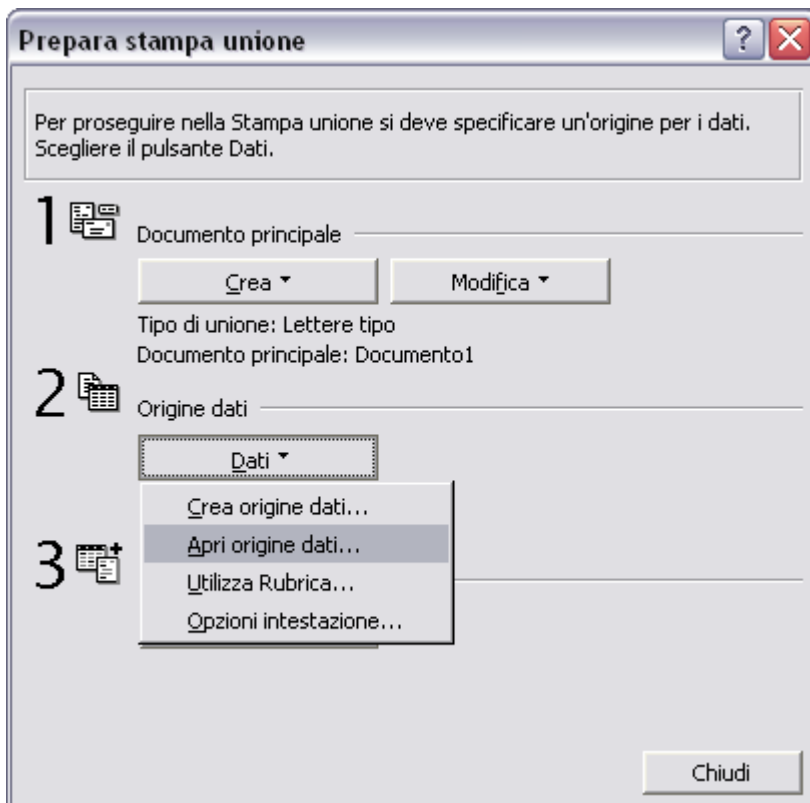 Prepara stampa unione
Per proseguire nella Stampa unione si deve specificare un'origine per i dati.
Scegliere il pulsante Dati.
1
Documento principale
Crea
Modifica
Tipo di unione: Lettere tipo
Documento principale: Documento1
2
Origine dati
Dati
Crea origine dati...
Apri origine dati...
3
Utilizza Rubrica...
Opzioni intestazione...
Chiudi